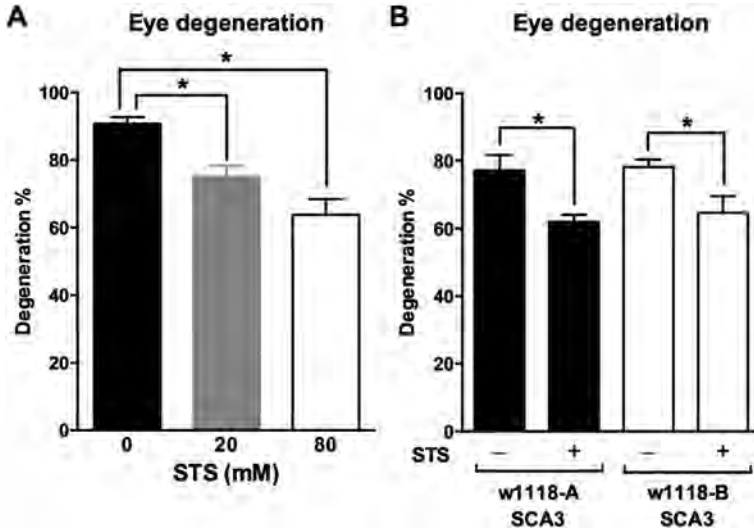 A
Eye degeneration
*
*
Degeneration %
100
80
60
40
20
0
0 20 80
STS (mM)
B
Eye degeneration
* *
Degeneration %
100
80
60
40
20
0
STS – + – +
w1118-A w1118-B
SCA3 SCA3